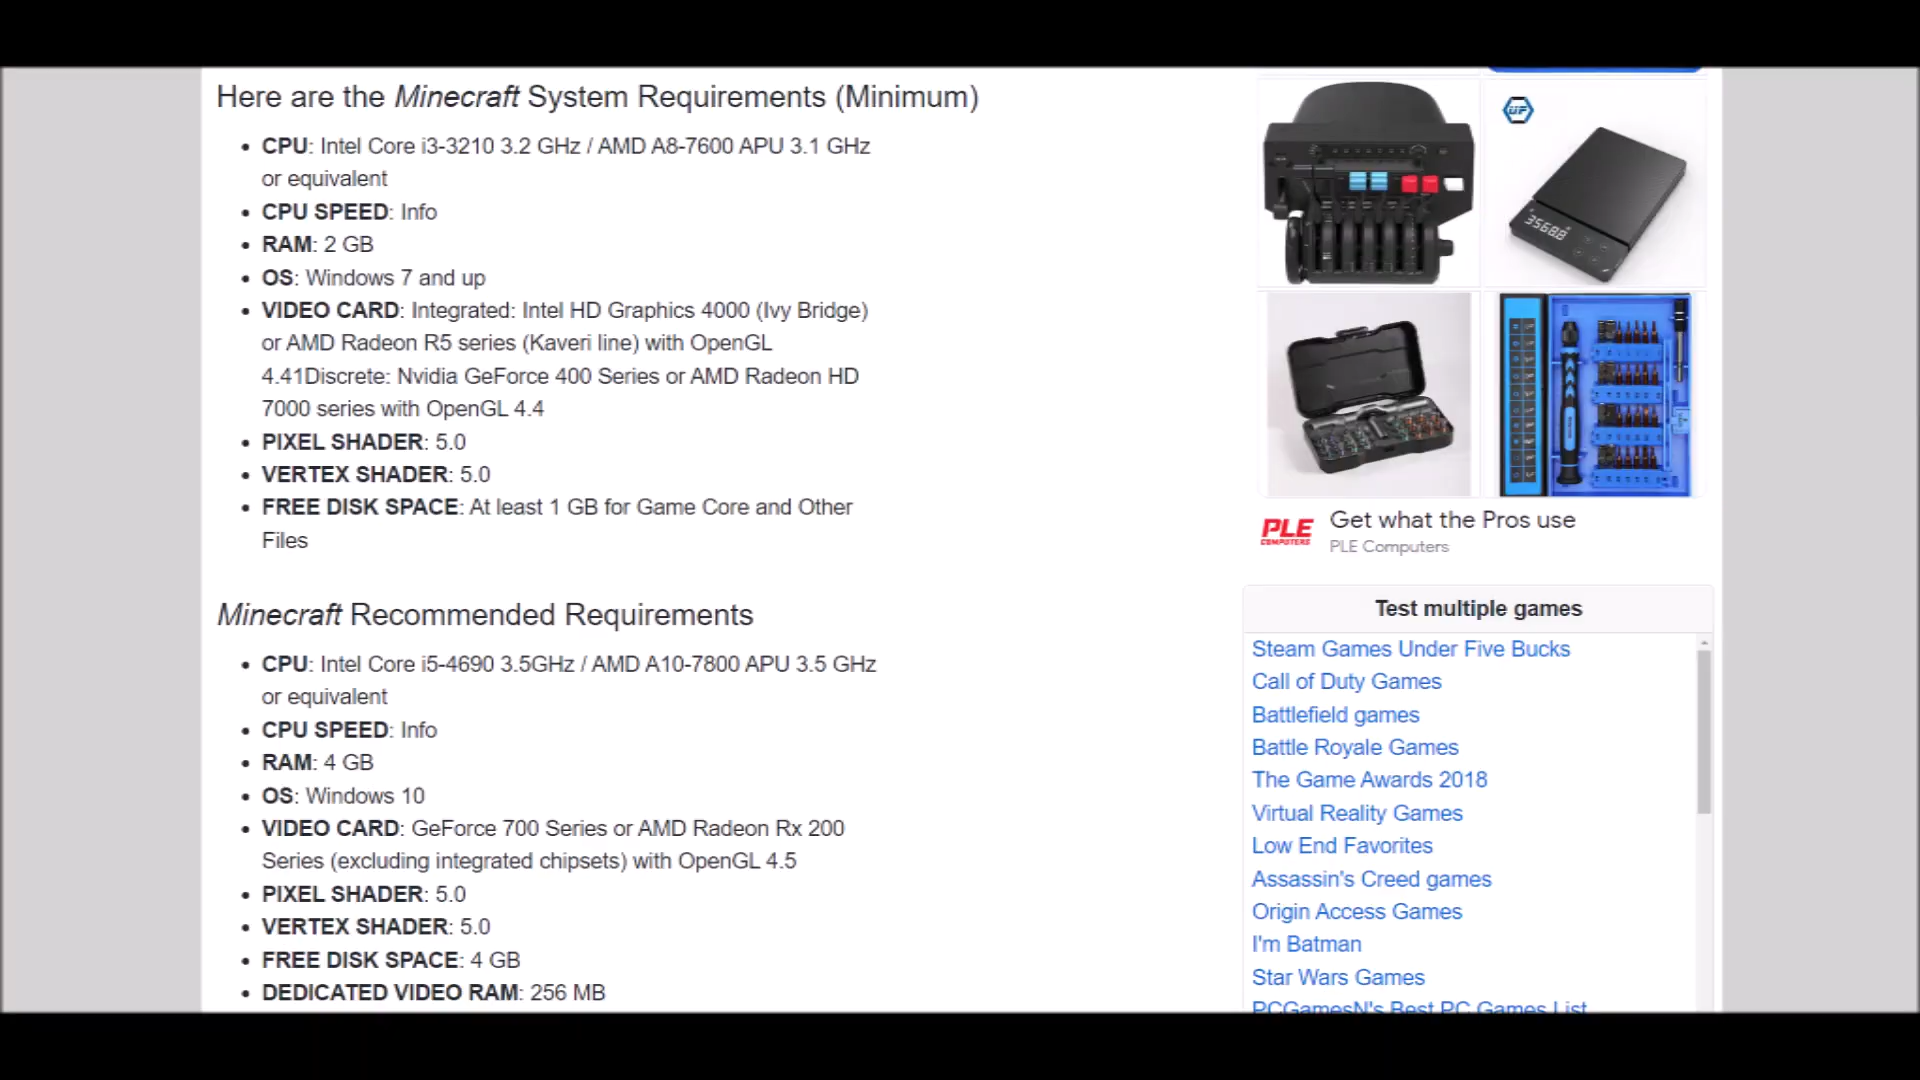 Here are the Minecraft System Requirements (Minimum)
CPU: Intel Core i3-3210 3.2 GHz / AMD A8-7600 APU 3.1 GHz
or equivalent
CPU SPEED: Info
RAM: 2 GB
OS: Windows 7 and up
VIDEO CARD: Integrated: Intel HD Graphics 4000 (Ivy Bridge)
or AMD Radeon R5 series (Kaveri line) with OpenGL
4.41Discrete: Nvidia GeForce 400 Series or AMD Radeon HD
7000 series with OpenGL 4.4
PIXEL SHADER: 5.0
VERTEX SHADER: 5.0
FREE DISK SPACE: At least 1 GB for Game Core and Other
Files
Minecraft Recommended Requirements
CPU: Intel Core i5-4690 3.5GHz / AMD A10-7800 APU 3.5 GHz
or equivalent
CPU SPEED: Info
RAM: 4 GB
OS: Windows 10
VIDEO CARD: GeForce 700 Series or AMD Radeon Rx 200
Series (excluding integrated chipsets) with OpenGL 4.5
PIXEL SHADER: 5.0
VERTEX SHADER: 5.0
FREE DISK SPACE: 4 GB
DEDICATED VIDEO RAM: 256 MB
UF
3568.8
PLE
COMPUTERS
Get what the Pros use
PLE Computers
Test multiple games
Steam Games Under Five Bucks
Call of Duty Games
Battlefield games
Battle Royale Games
The Game Awards 2018
Virtual Reality Games
Low End Favorites
Assassin's Creed games
Origin Access Games
I'm Batman
Star Wars Games
PCGamesN's Best PC Games List